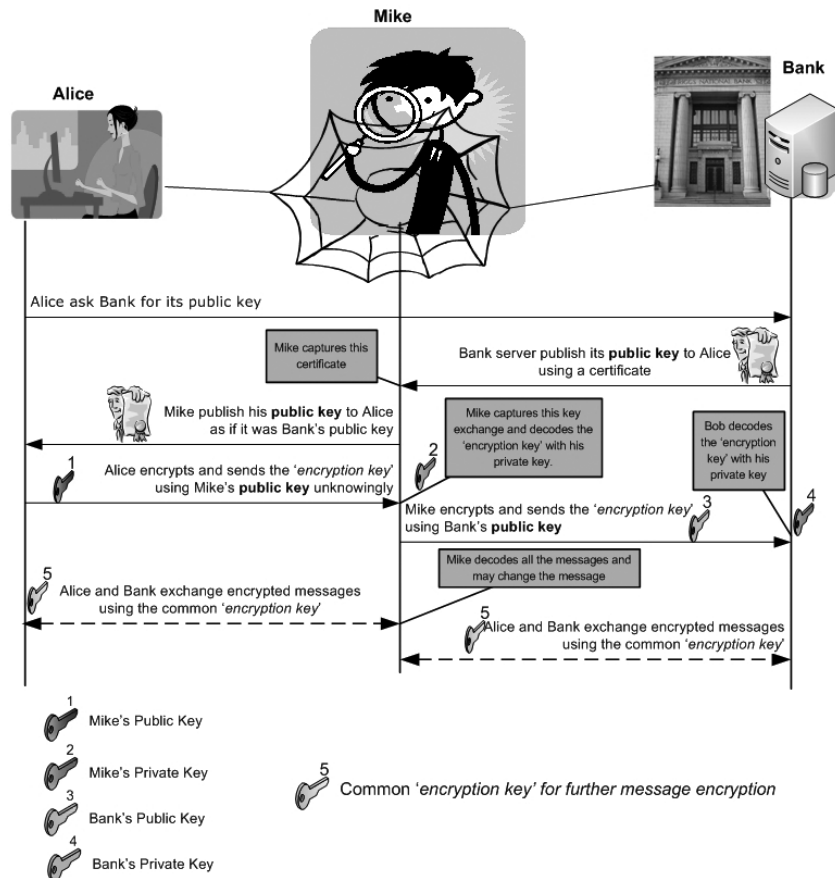 Mike
Alice
Bank
Alice ask Bank for its public key
Mike captures this
certificate
Bank server publish its public key to Alice
using a certificate
Mike publish his public key to Alice
as if it was Bank's public key
Mike captures this key
exchange and decodes the
'encryption key' with his
private key.
Bob decodes
the 'encryption
key' with his
private key
1
Alice encrypts and sends the 'encryption key'
using Mike's public key unknowingly
2
Mike encrypts and sends the 'encryption key'
using Bank's public key
3
4
Mike decodes all the messages and
may change the message
5
Alice and Bank exchange encrypted messages
using the common 'encryption key'
5
Alice and Bank exchange encrypted messages
using the common 'encryption key'
1
Mike's Public Key
2
Mike's Private Key
3
Bank's Public Key
4
Bank's Private Key
5
Common 'encryption key' for further message encryption